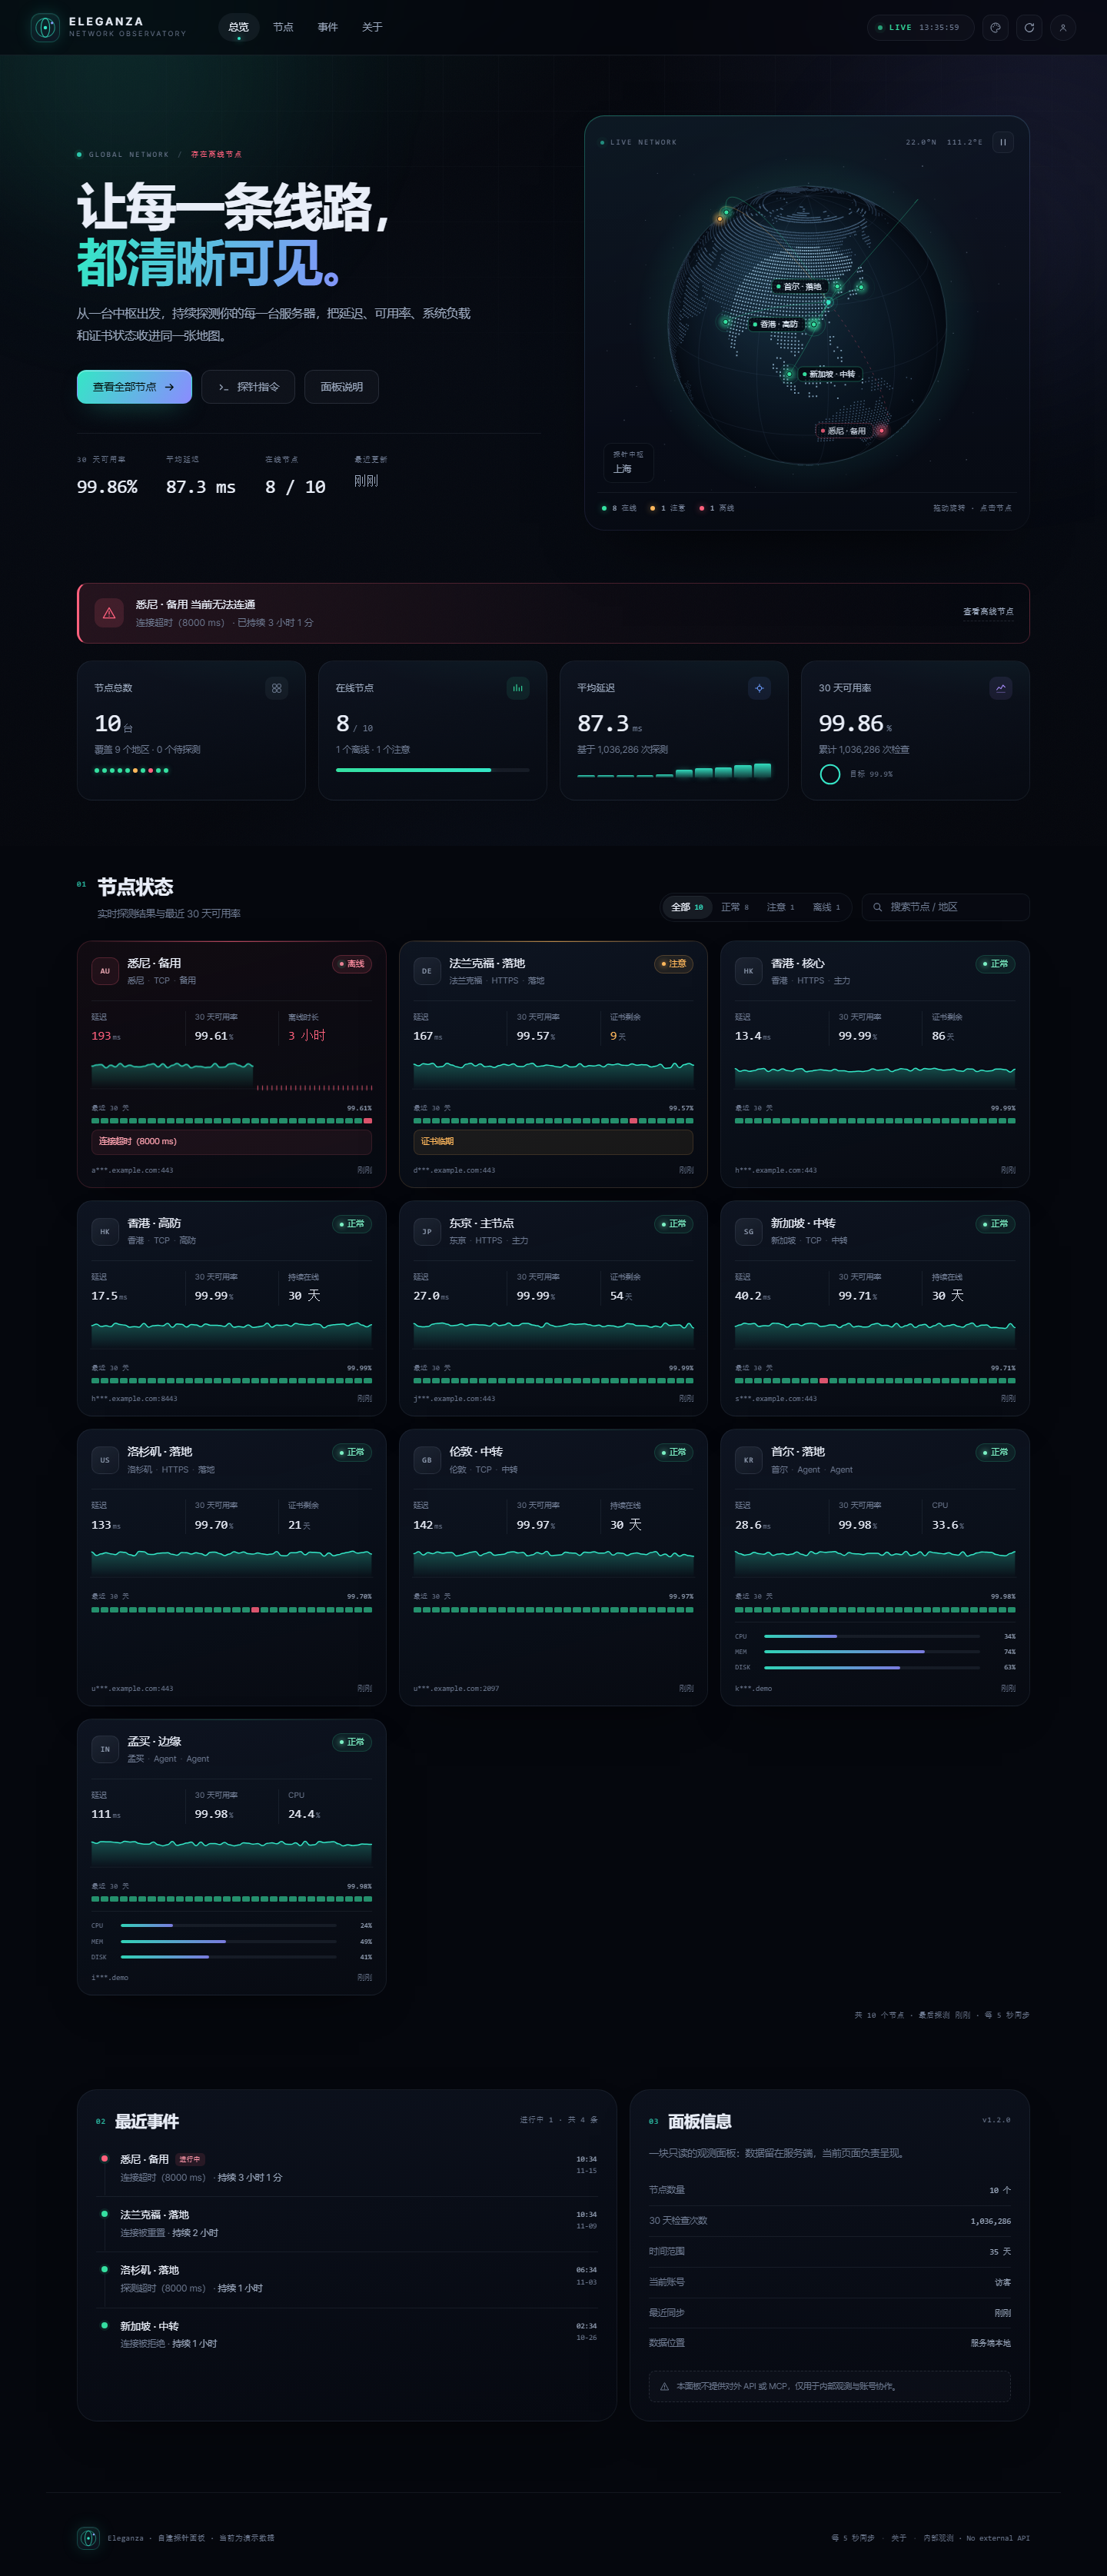 ELEGANZA
NETWORK OBSERVATORY
总览 节点 事件 关于
LIVE 13:35:59
GLOBAL NETWORK / 存在离线节点
让每一条线路，
都清晰可见。
从一台中枢出发，持续探测你的每一台服务器，把延迟、可用率、系统负载
和证书状态收进同一张地图。
查看全部节点 → 探针指令 面板说明
30 天可用率 平均延迟 在线节点 最近更新
99.86% 87.3 ms 8 / 10 刚刚
LIVE NETWORK 22.0°N 111.2°E
首尔 · 落地
香港 · 高防
新加坡 · 中转
悉尼 · 备用
探针中枢
上海
8 在线 1 注意 1 离线 拖动旋转 · 点击节点
悉尼 · 备用 当前无法连通
连接超时（8000 ms） · 已持续 3 小时 1 分
查看离线节点
节点总数
10 台
覆盖 9 个地区 · 0 个待探测
在线节点
8 / 10
1 个离线 · 1 个注意
平均延迟
87.3 ms
基于 1,036,286 次探测
30 天可用率
99.86 %
累计 1,036,286 次检查
目标 99.9%
01 节点状态
实时探测结果与最近 30 天可用率
全部 10 正常 8 注意 1 离线 1
搜索节点 / 地区
AU 悉尼 · 备用 离线
悉尼 · TCP · 备用
延迟 30 天可用率 离线时长
193 ms 99.61 % 3 小时
最近 30 天 99.61%
连接超时（8000 ms）
a***.example.com:443 刚刚
DE 法兰克福 · 落地 注意
法兰克福 · HTTPS · 落地
延迟 30 天可用率 证书剩余
167 ms 99.57 % 9 天
最近 30 天 99.57%
证书临期
d***.example.com:443 刚刚
HK 香港 · 核心 正常
香港 · HTTPS · 主力
延迟 30 天可用率 证书剩余
13.4 ms 99.99 % 86 天
最近 30 天 99.99%
h***.example.com:443 刚刚
HK 香港 · 高防 正常
香港 · TCP · 高防
延迟 30 天可用率 持续在线
17.5 ms 99.99 % 30 天
最近 30 天 99.99%
h***.example.com:8443 刚刚
JP 东京 · 主节点 正常
东京 · HTTPS · 主力
延迟 30 天可用率 证书剩余
27.0 ms 99.99 % 54 天
最近 30 天 99.99%
j***.example.com:443 刚刚
SG 新加坡 · 中转 正常
新加坡 · TCP · 中转
延迟 30 天可用率 持续在线
40.2 ms 99.71 % 30 天
最近 30 天 99.71%
s***.example.com:443 刚刚
US 洛杉矶 · 落地 正常
洛杉矶 · HTTPS · 落地
延迟 30 天可用率 证书剩余
133 ms 99.70 % 21 天
最近 30 天 99.70%
u***.example.com:443 刚刚
GB 伦敦 · 中转 正常
伦敦 · TCP · 中转
延迟 30 天可用率 持续在线
142 ms 99.97 % 30 天
最近 30 天 99.97%
u***.example.com:2097 刚刚
KR 首尔 · 落地 正常
首尔 · Agent · Agent
延迟 30 天可用率 CPU
28.6 ms 99.98 % 33.6 %
最近 30 天 99.98%
CPU 34%
MEM 74%
DISK 63%
k***.demo 刚刚
IN 孟买 · 边缘 正常
孟买 · Agent · Agent
延迟 30 天可用率 CPU
111 ms 99.98 % 24.4 %
最近 30 天 99.98%
CPU 24%
MEM 49%
DISK 41%
i***.demo 刚刚
共 10 个节点 · 最后探测 刚刚 · 每 5 秒同步
02 最近事件 进行中 1 · 共 4 条
悉尼 · 备用 进行中 10:34
连接超时（8000 ms） · 持续 3 小时 1 分 11-15
法兰克福 · 落地 10:34
连接被重置 · 持续 2 小时 11-09
洛杉矶 · 落地 06:34
探测超时（8000 ms） · 持续 1 小时 11-03
新加坡 · 中转 02:34
连接被拒绝 · 持续 1 小时 10-26
03 面板信息 v1.2.0
一块只读的观测面板：数据留在服务端，当前页面负责呈现。
节点数量 10 个
30 天检查次数 1,036,286
时间范围 35 天
当前账号 访客
最近同步 刚刚
数据位置 服务端本地
本面板不提供对外 API 或 MCP，仅用于内部观测与账号协作。
Eleganza · 自建探针面板 · 当前为演示数据
每 5 秒同步 · 关于 · 内部观测 · No external API